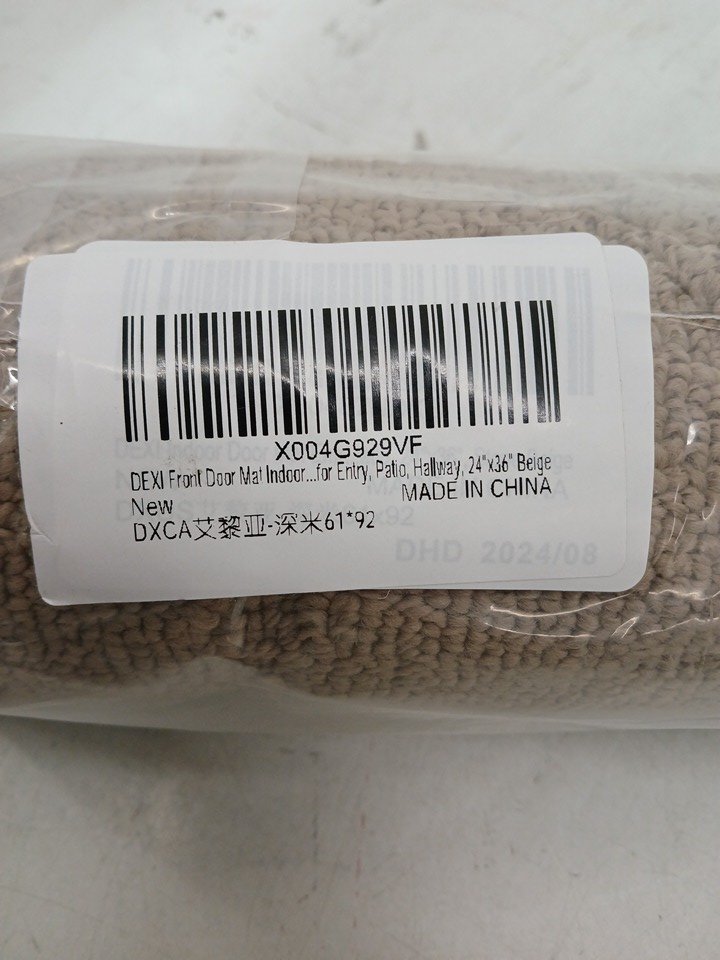 X004G929VF
DEXI Front Door Mat Indoor...for Entry, Patio, Hallway, 24"x36" Beige
New
MADE IN CHINA
DXCA艾黎亚-深米61*92
DHD 2024/08